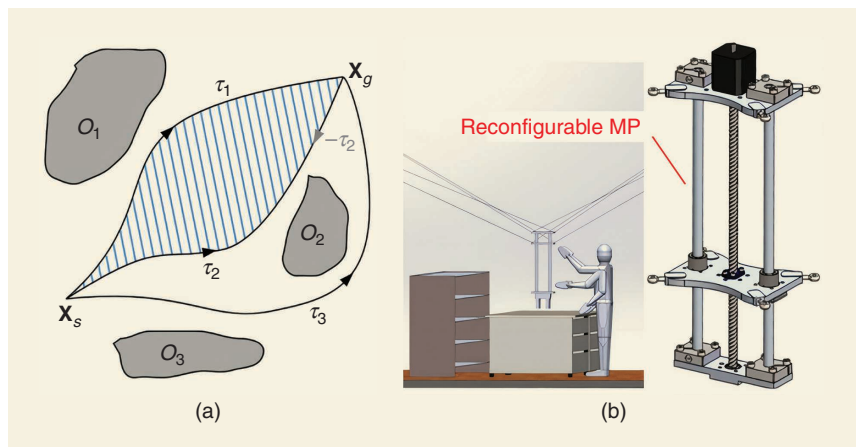 O1
τ1
Xg
−τ2
O2
τ2
Xs
τ3
O3
(a)
Reconfigurable MP
(b)